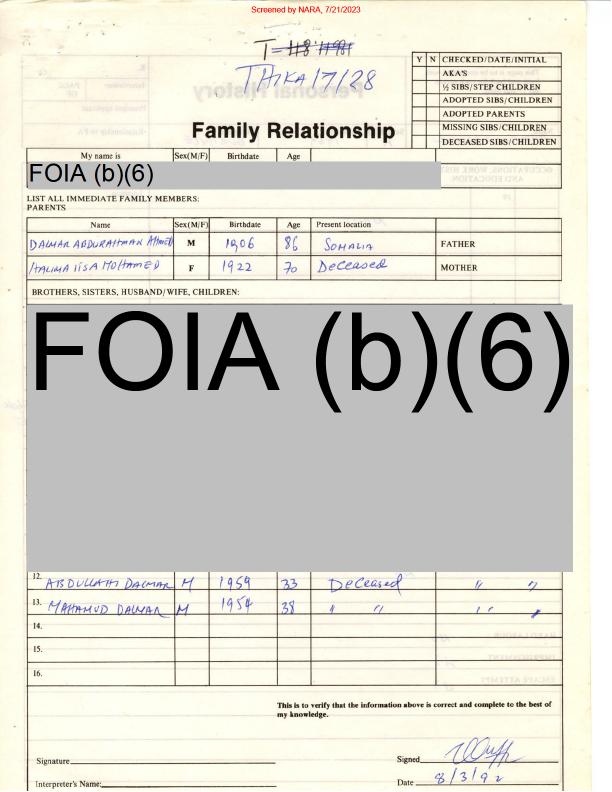 Screened by NARA, 7/21/2023
THIKA/7/28
Family Relationship
Y N CHECKED/DATE/INITIAL
AKA'S
½ SIBS/STEP CHILDREN
ADOPTED SIBS/CHILDREN
ADOPTED PARENTS
MISSING SIBS/CHILDREN
DECEASED SIBS/CHILDREN
My name is Sex(M/F) Birthdate Age
FOIA (b)(6)
LIST ALL IMMEDIATE FAMILY MEMBERS:
PARENTS
Name Sex(M/F) Birthdate Age Present location
DALMAR ABDURAHMAN AHMED M 1906 86 SOMALIA FATHER
HALIMA IISA MOHAMED F 1922 70 Deceased MOTHER
BROTHERS, SISTERS, HUSBAND/WIFE, CHILDREN:
FOIA (b)(6)
12. ABDULLAHI DALMAR M 1959 33 Deceased " "
13. MAHAMUD DALMAR M 1954 38 " " " "
14.
15.
16.
This is to verify that the information above is correct and complete to the best of
my knowledge.
Signature Signed
Interpreter's Name: Date 8/3/92